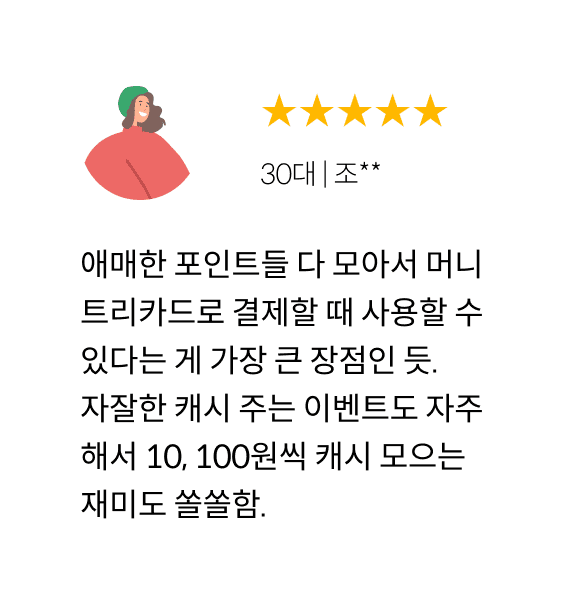 ★★★★★
30대 | 조**
애매한 포인트들 다 모아서 머니
트리카드로 결제할 때 사용할 수
있다는 게 가장 큰 장점인 듯.
자잘한 캐시 주는 이벤트도 자주
해서 10, 100원씩 캐시 모으는
재미도 쏠쏠함.